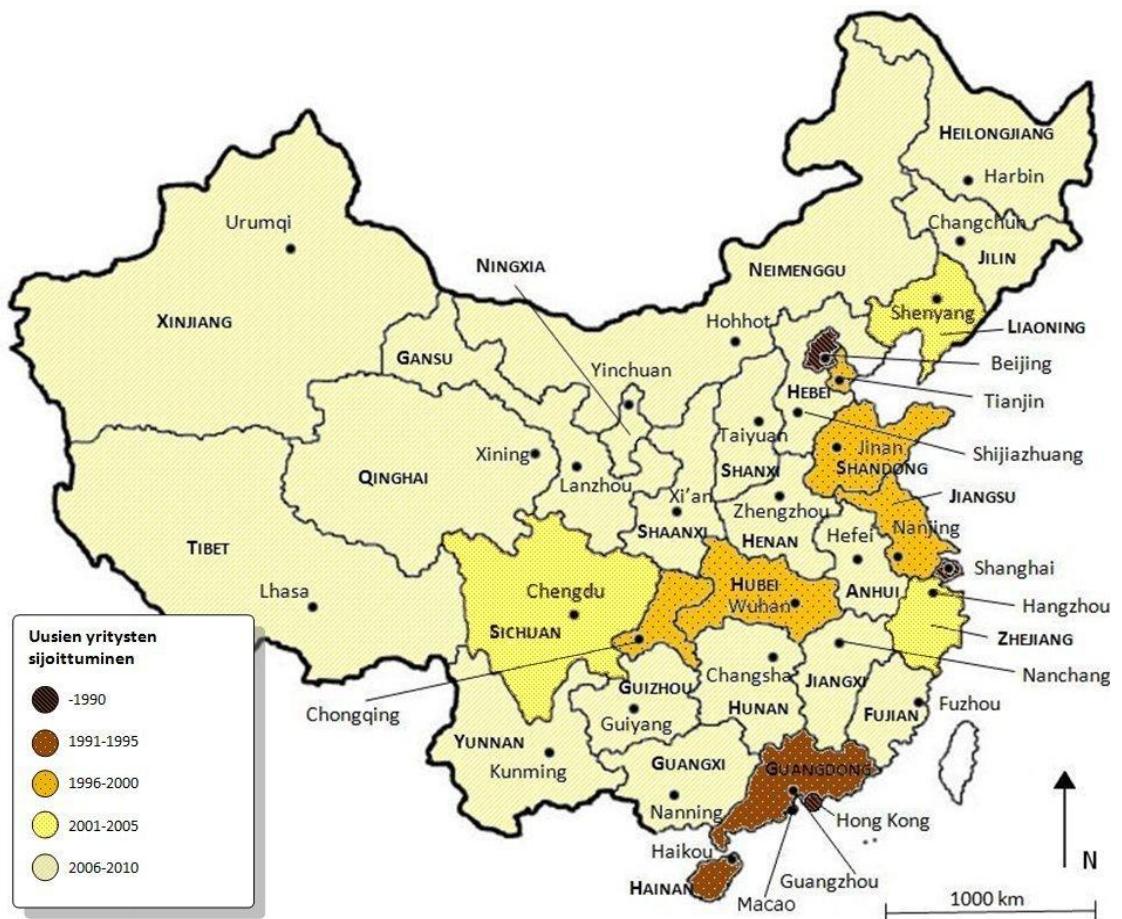 HEILONGJIANG
Harbin
Changchun
JILIN
Urumqi
NINGXIA
NEIMENGGU
XINJIANG
Shenyang
Hohhot
LIAONING
GANSU
Beijing
Yinchuan
HEBEI
Tianjin
Taiyuan
Jinan
Xining
SHANXI
SHANDONG
Shijiazhuang
QINGHAI
Lanzhou
Xi'an
JIANGSU
Zhengzhou
SHAANXI
Nanjing
HENAN
Hefei
TIBET
Shanghai
Lhasa
Chengdu
HUBEI
ANHUI
Wuhan
Hangzhou
SICHUAN
ZHEJIANG
Changsha
JIANGXI
Nanchang
GUIZHOU
Chongqing
HUNAN
FUJIAN
Fuzhou
Guiyang
YUNNAN
Kunming
GUANGXI
GUANGDONG
Nanning
Hong Kong
Haikou
HAINAN
Guangzhou
Macao
N
1000 km
Uusien yritysten
sijoittuminen
-1990
1991-1995
1996-2000
2001-2005
2006-2010